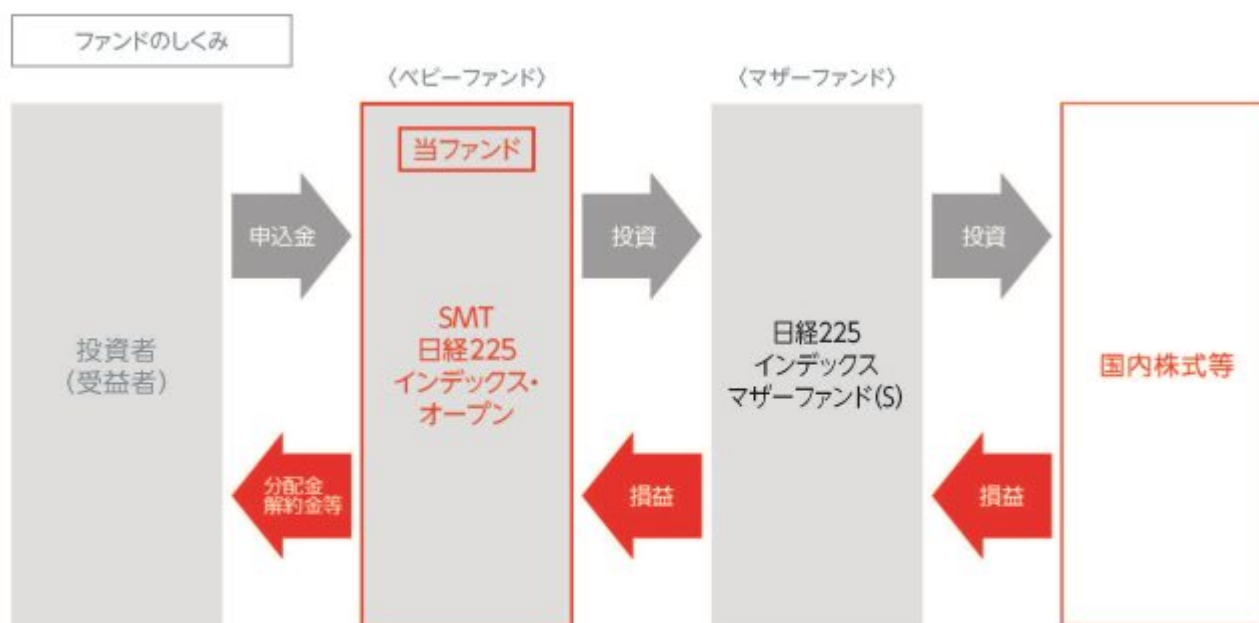 ファンドのしくみ
〈ベビーファンド〉
〈マザーファンド〉
当ファンド
申込金
投資
投資
投資者
(受益者)
SMT
日経225
インデックス・
オープン
日経225
インデックス
マザーファンド(S)
国内株式等
分配金
解約金等
損益
損益